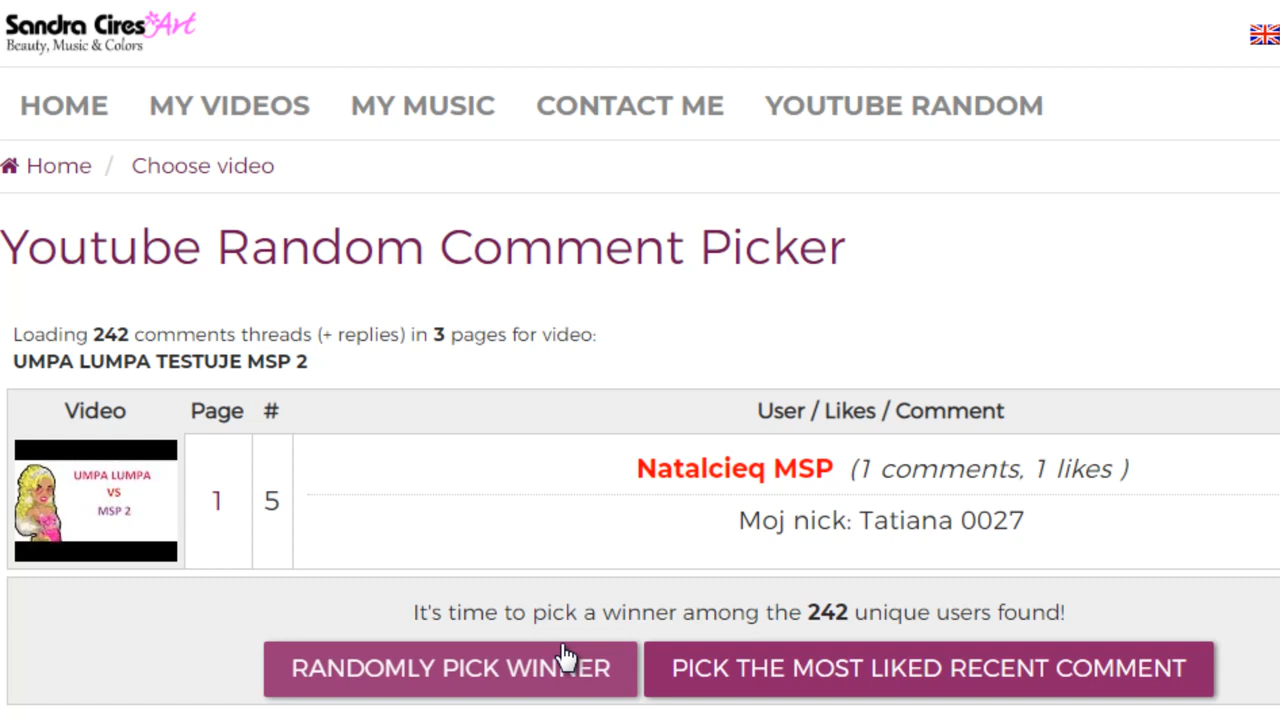 Sandra Cires Art
Beauty, Music & Colors
HOME MY VIDEOS MY MUSIC CONTACT ME YOUTUBE RANDOM
Home / Choose video
Youtube Random Comment Picker
Loading 242 comments threads (+ replies) in 3 pages for video:
UMPA LUMPA TESTUJE MSP 2
Video Page # User / Likes / Comment
UMPA LUMPA
VS
MSP 2
1 5
Natalcieq MSP (1 comments, 1 likes )
Moj nick: Tatiana 0027
It's time to pick a winner among the 242 unique users found!
RANDOMLY PICK WINNER PICK THE MOST LIKED RECENT COMMENT